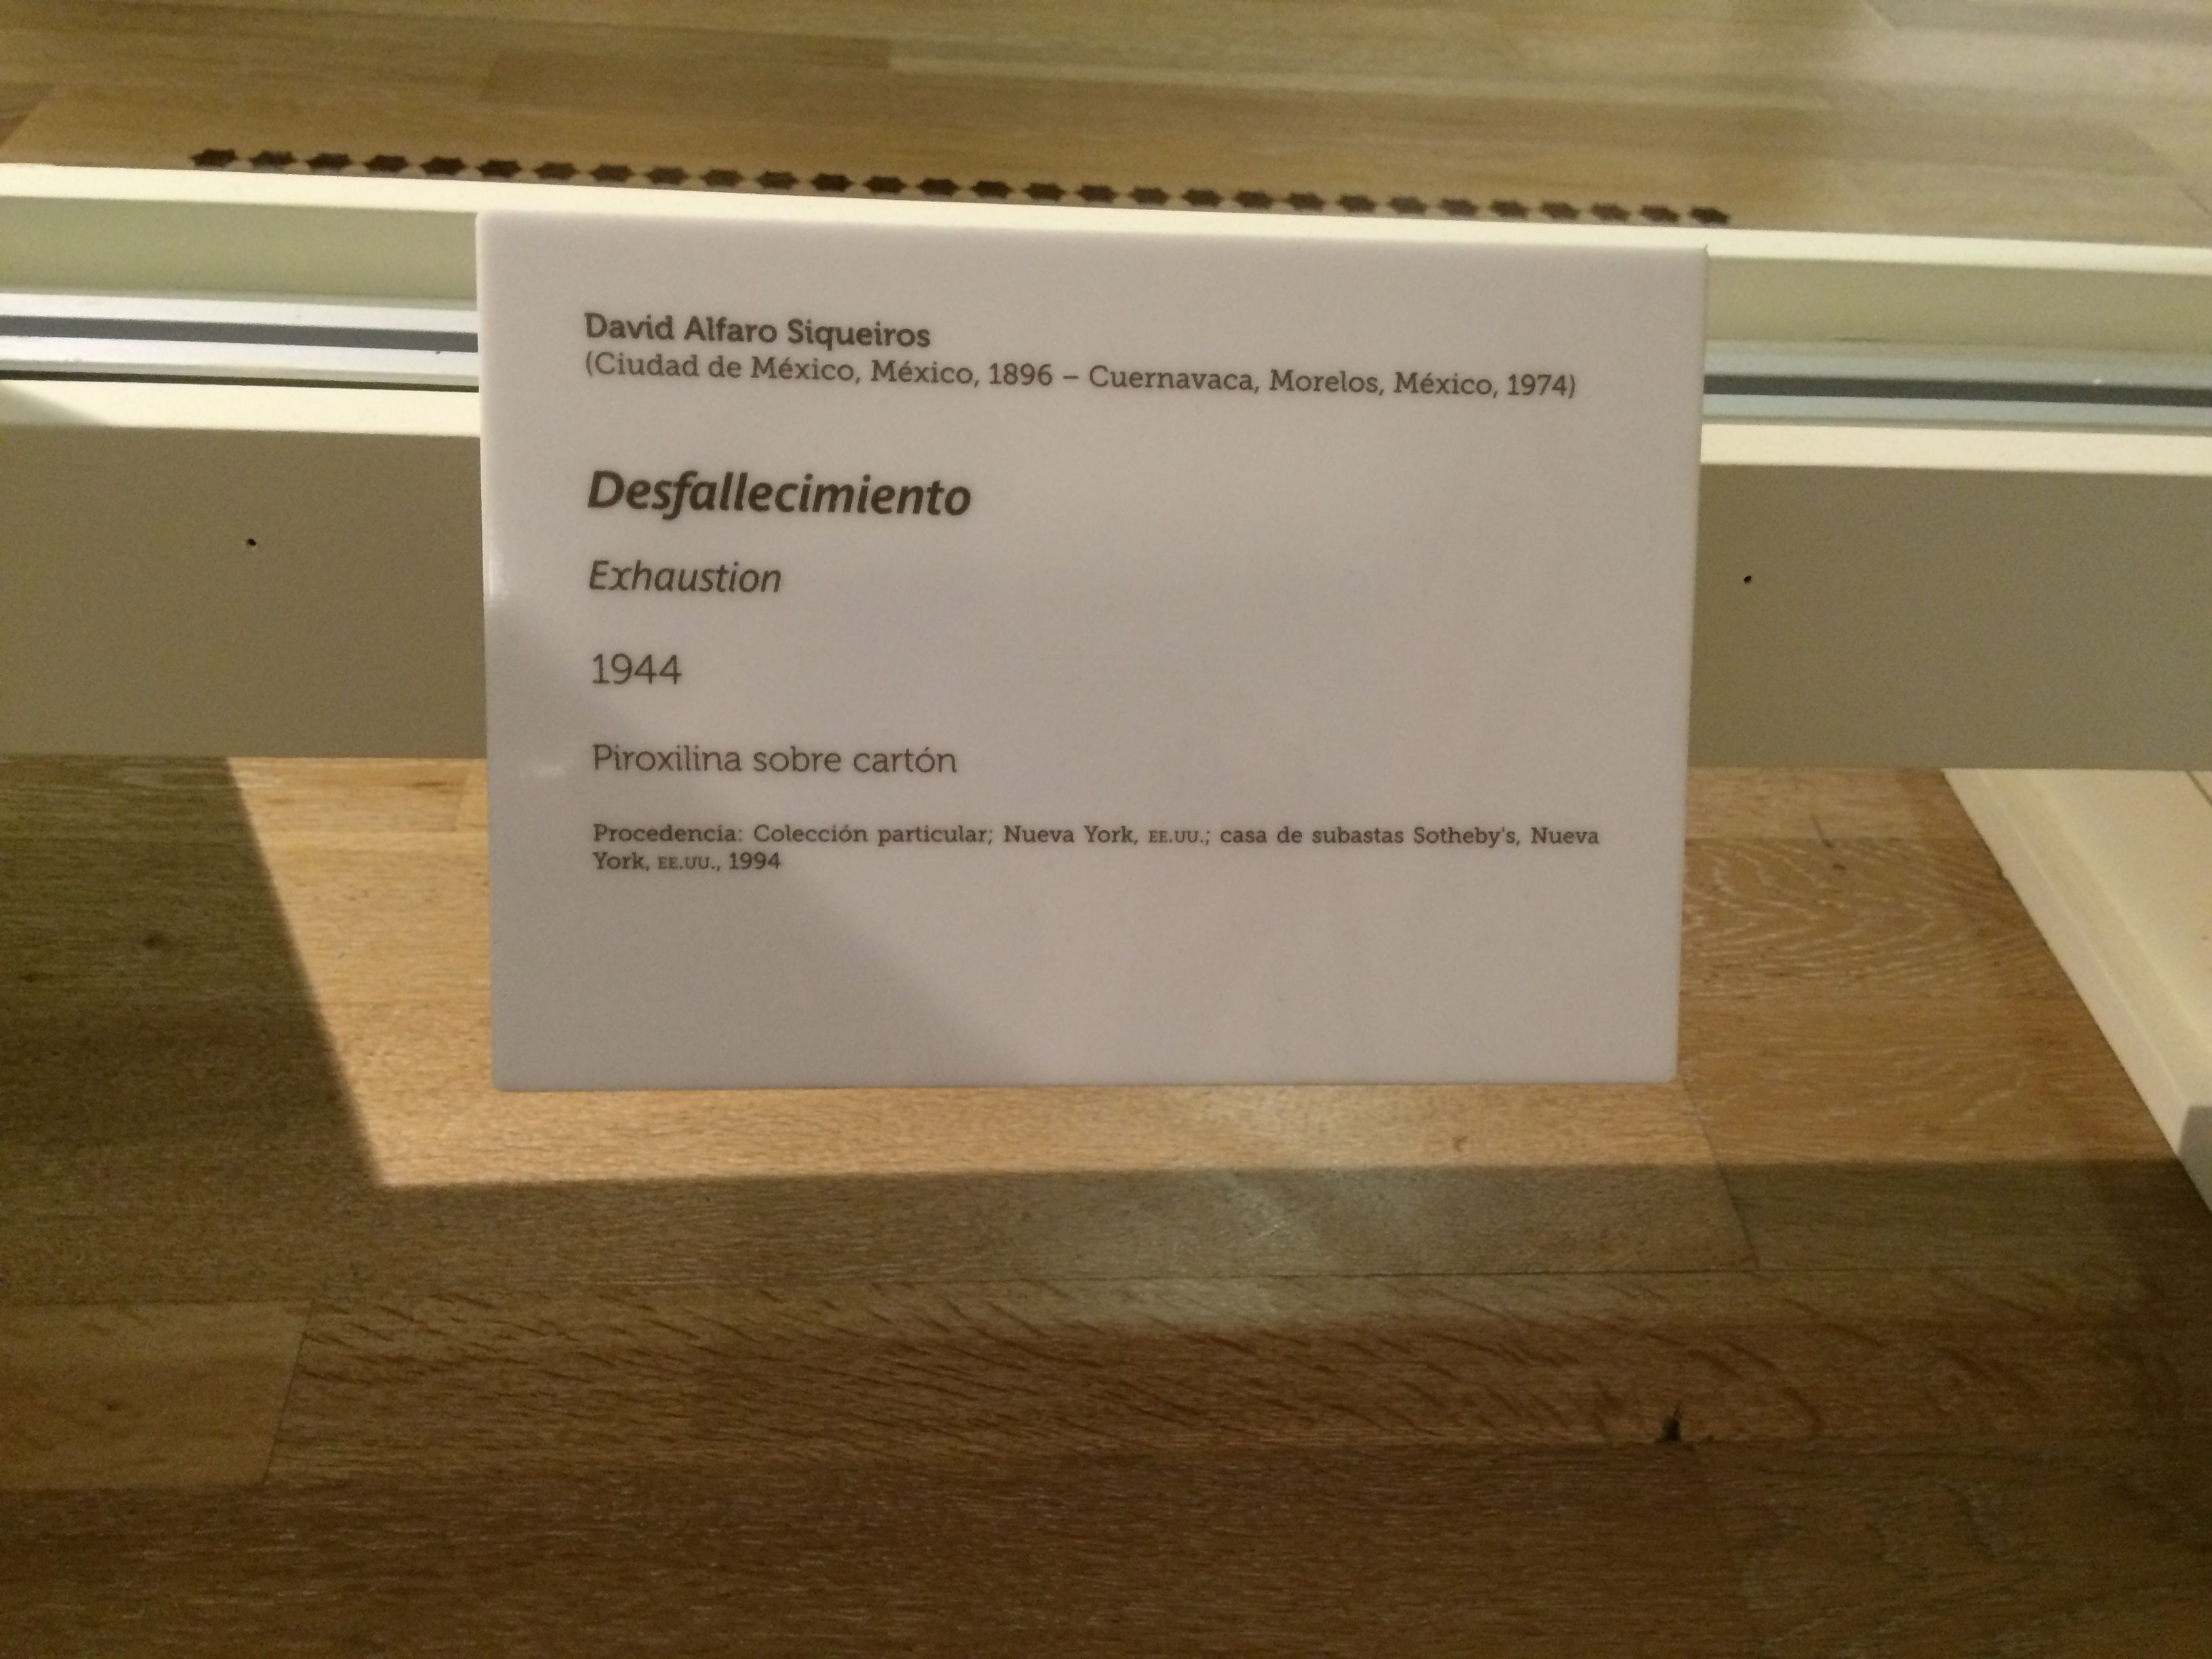 David Alfaro Siqueiros
(Ciudad de México, México, 1896 – Cuernavaca, Morelos, México, 1974)
Desfallecimiento
Exhaustion
1944
Piroxilina sobre cartón
Procedencia: Colección particular; Nueva York, EE.UU.; casa de subastas Sotheby's, Nueva
York, EE.UU., 1994